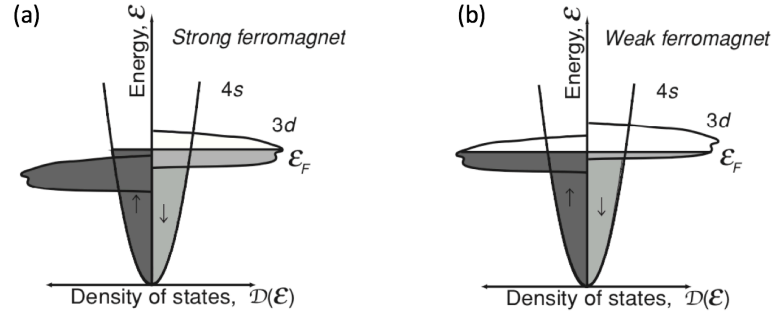 (a)
Energy, ℰ
Strong ferromagnet
4s
3d
ℰF
↑
↓
Density of states, 𝒟(ℰ)
(b)
Energy, ℰ
Weak ferromagnet
4s
3d
ℰF
↑
↓
Density of states, 𝒟(ℰ)